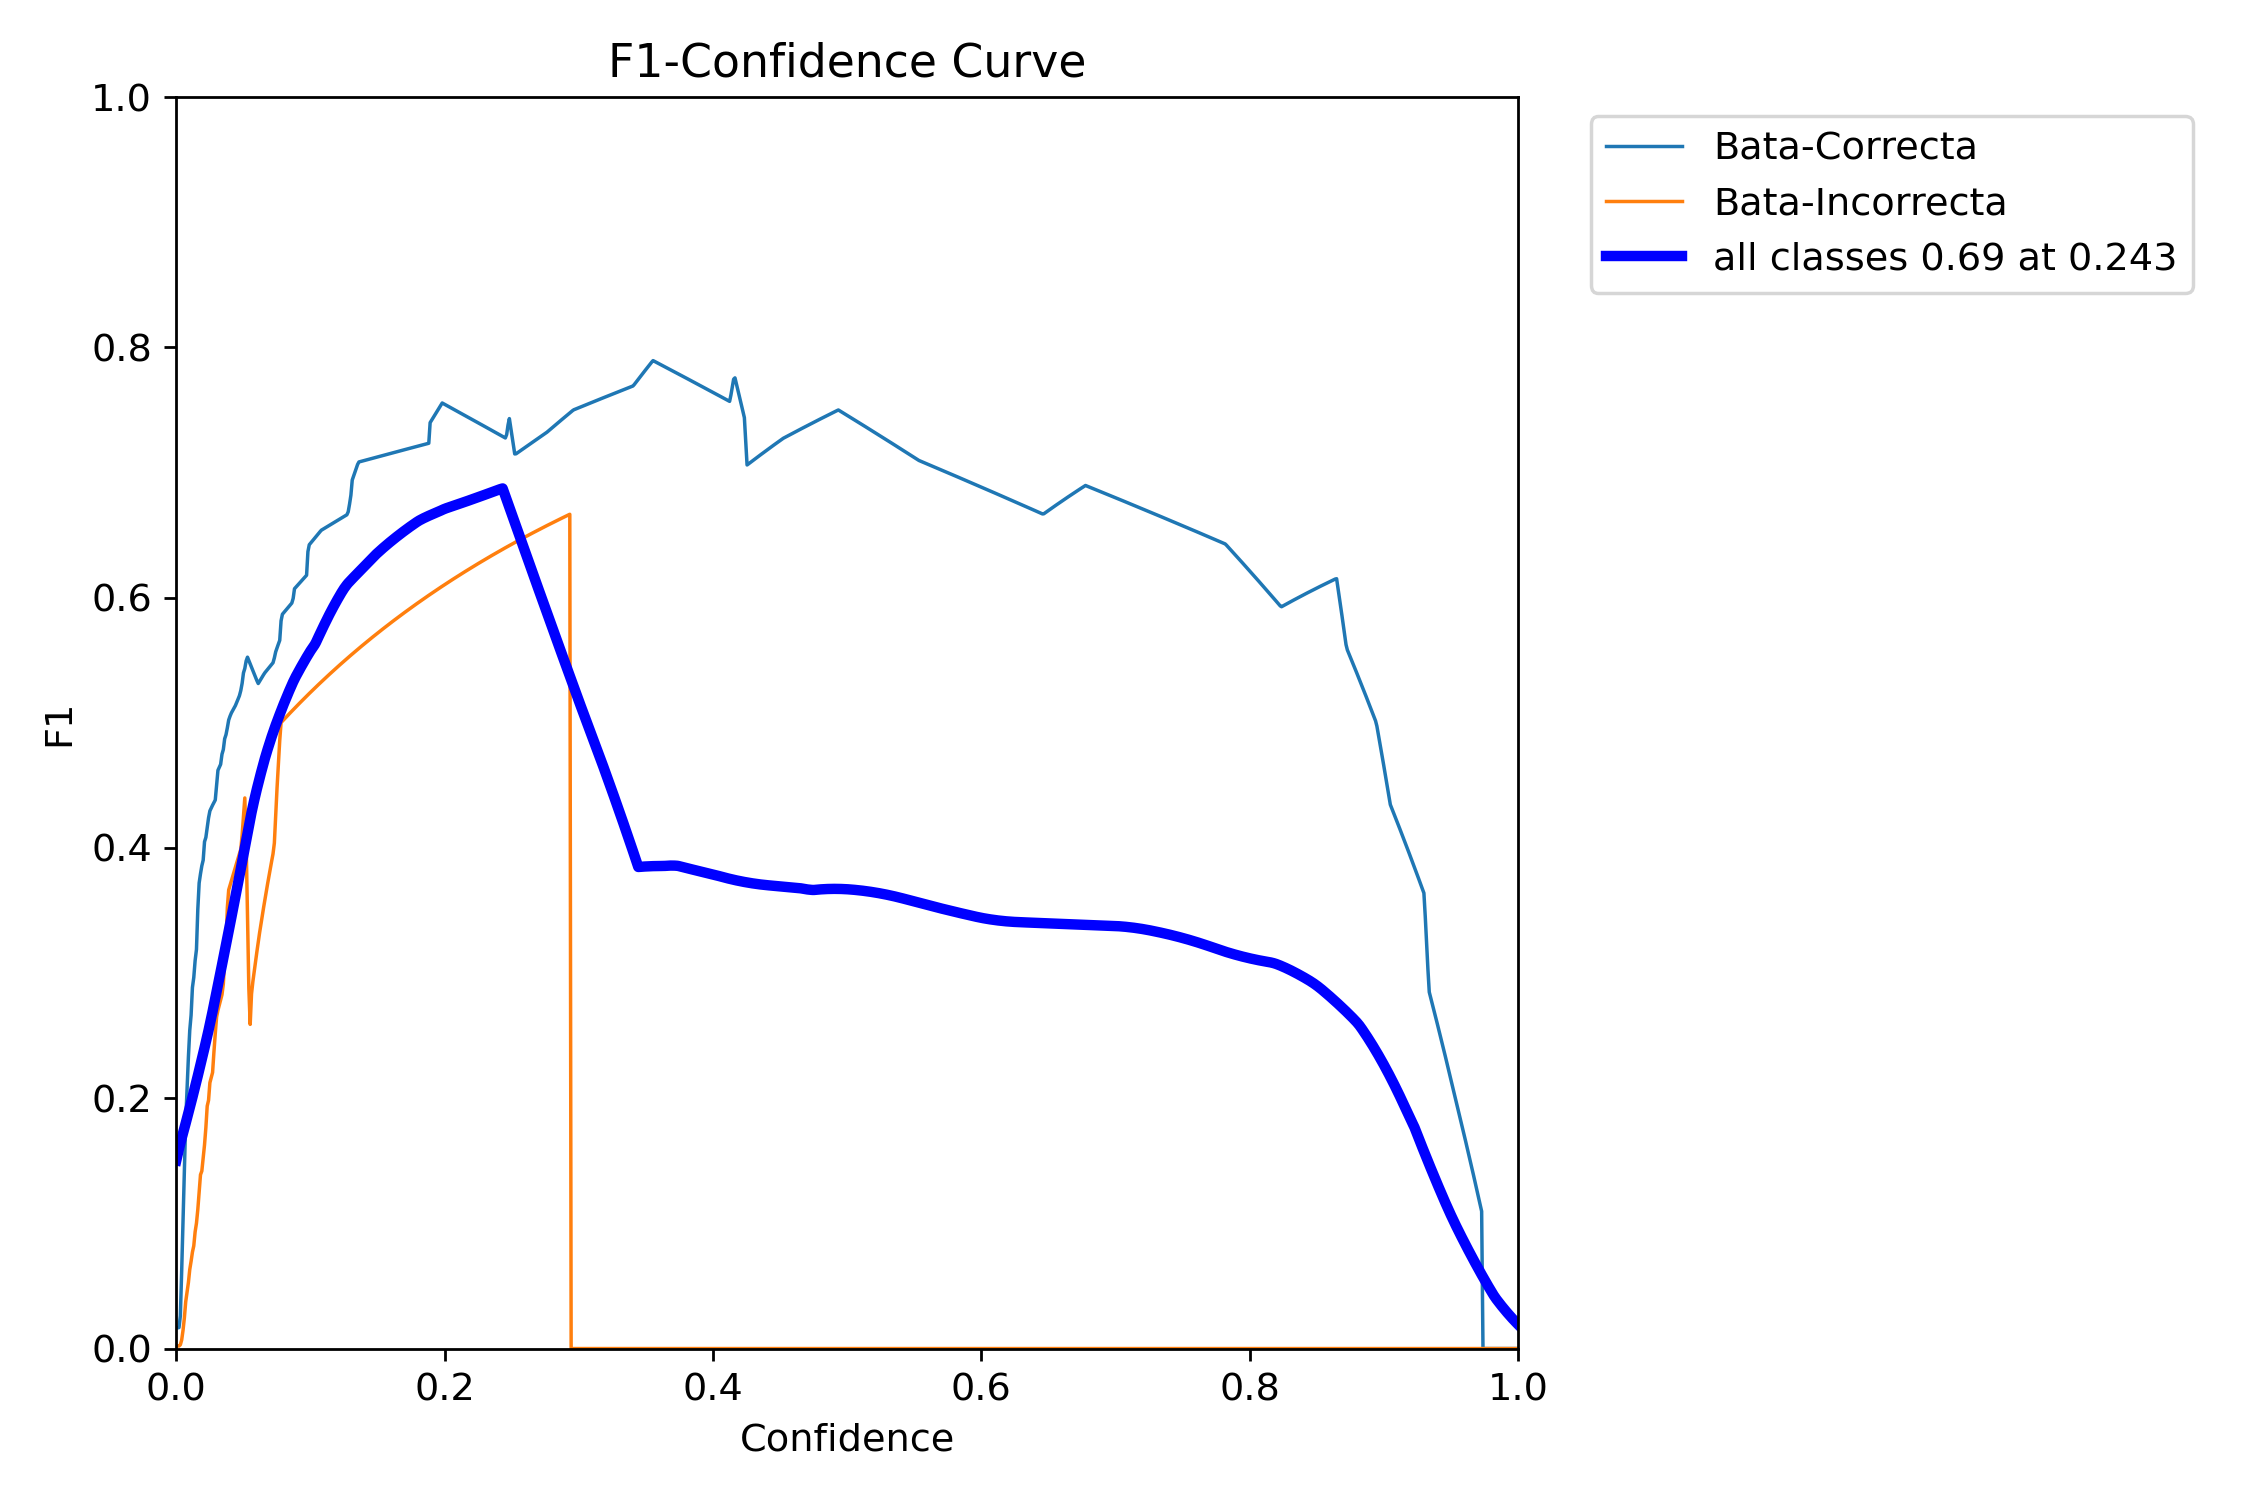 F1-Confidence Curve
1.0
0.8
0.6
0.4
0.2
0.0
F1
0.0 0.2 0.4 0.6 0.8 1.0
Confidence
Bata-Correcta
Bata-Incorrecta
all classes 0.69 at 0.243